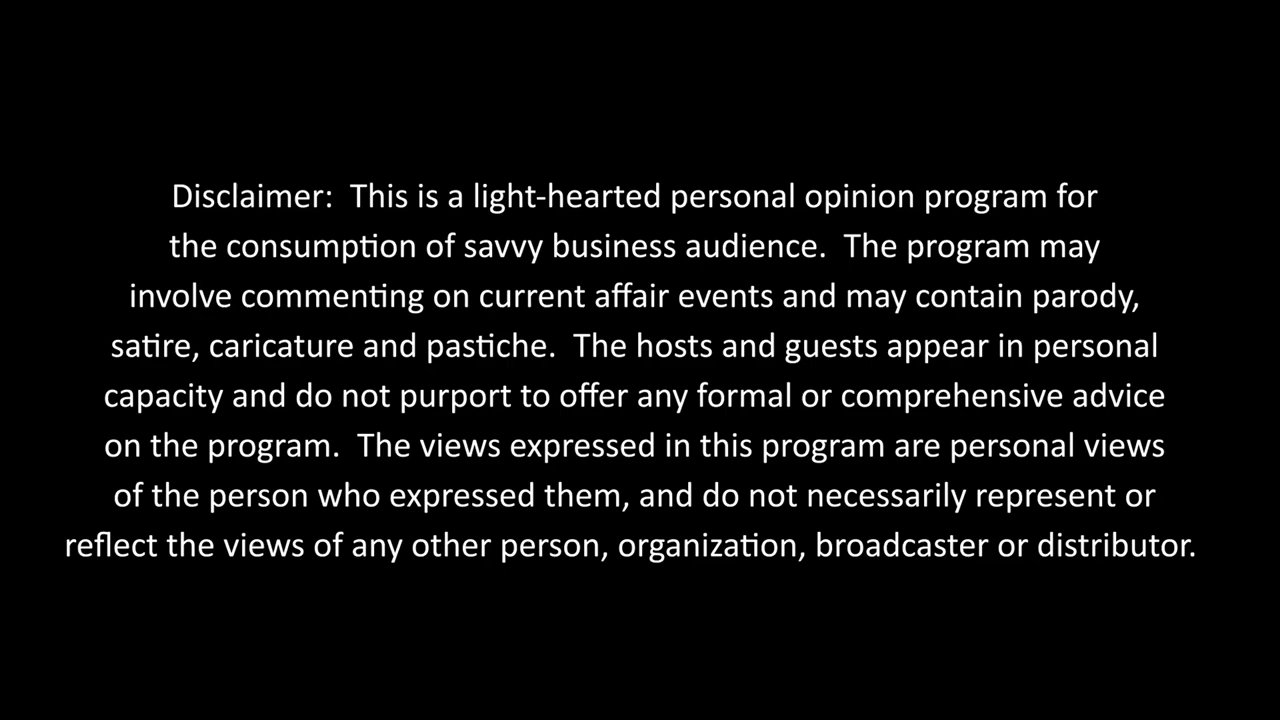 Disclaimer:  This is a light-hearted personal opinion program for
the consumption of savvy business audience.  The program may
involve commenting on current affair events and may contain parody,
satire, caricature and pastiche.  The hosts and guests appear in personal
capacity and do not purport to offer any formal or comprehensive advice
on the program.  The views expressed in this program are personal views
of the person who expressed them, and do not necessarily represent or
reflect the views of any other person, organization, broadcaster or distributor.